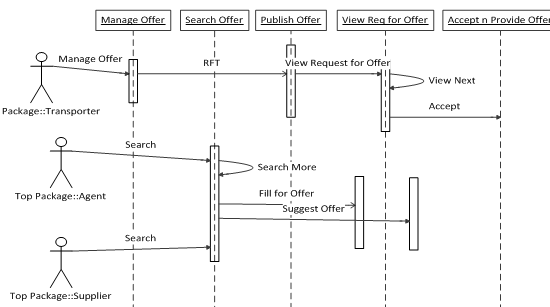 Manage Offer
Search Offer
Publish Offer
View Req for Offer
Accept n Provide Offer
Manage Offer
RFT
View Request for Offer
View Next
Package::Transporter
Accept
Search
Search More
Top Package::Agent
Fill for Offer
Suggest Offer
Search
Top Package::Supplier